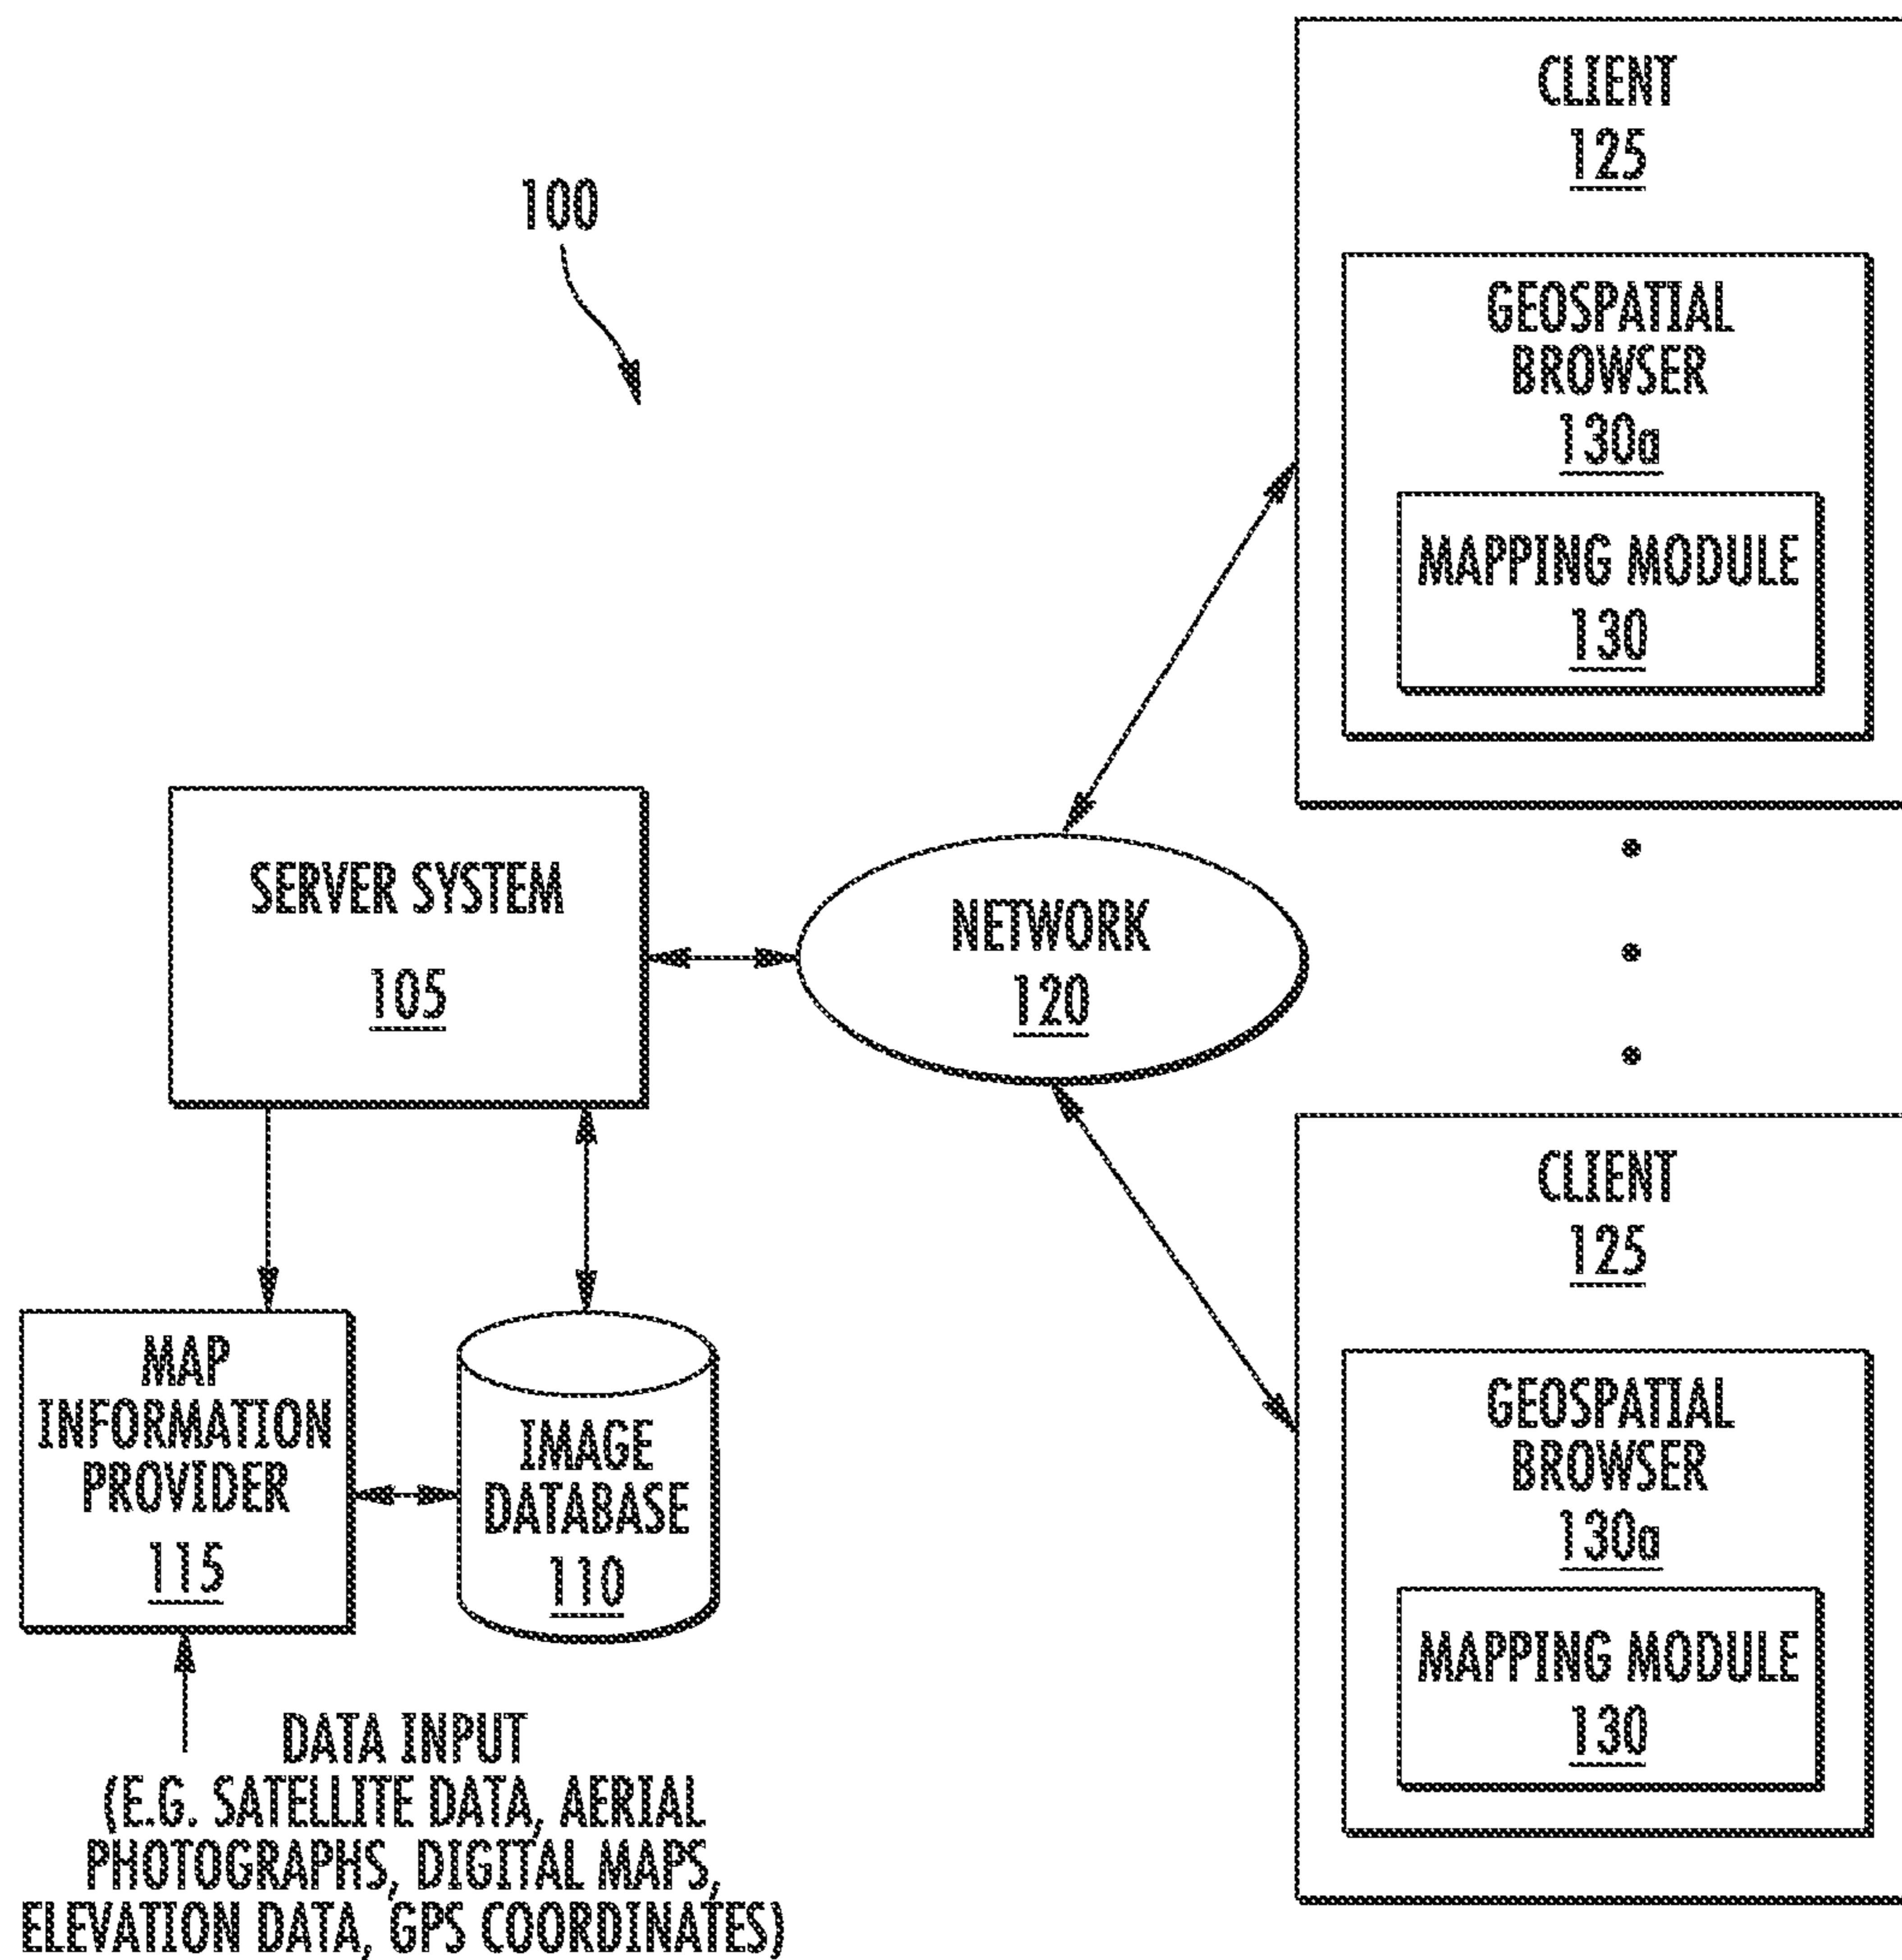 100
CLIENT
125
GEOSPATIAL
BROWSER
130a
MAPPING MODULE
130
SERVER SYSTEM
105
NETWORK
120
CLIENT
125
GEOSPATIAL
BROWSER
130a
MAPPING MODULE
130
MAP
INFORMATION
PROVIDER
115
IMAGE
DATABASE
110
DATA INPUT
(E.G. SATELLITE DATA, AERIAL
PHOTOGRAPHS, DIGITAL MAPS,
ELEVATION DATA, GPS COORDINATES)